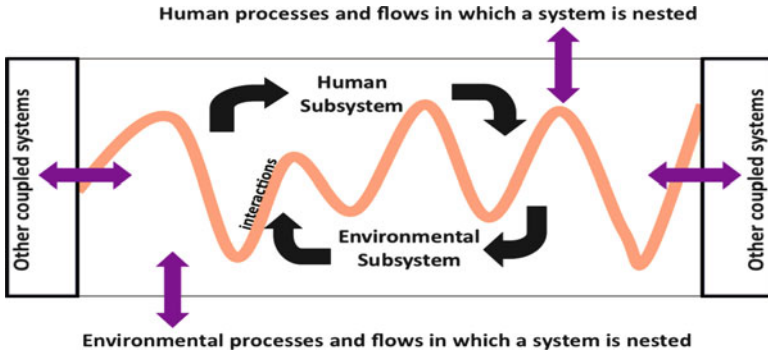 Human processes and flows in which a system is nested
Other coupled systems
Human
Subsystem
interactions
Environmental
Subsystem
Other coupled systems
Environmental processes and flows in which a system is nested